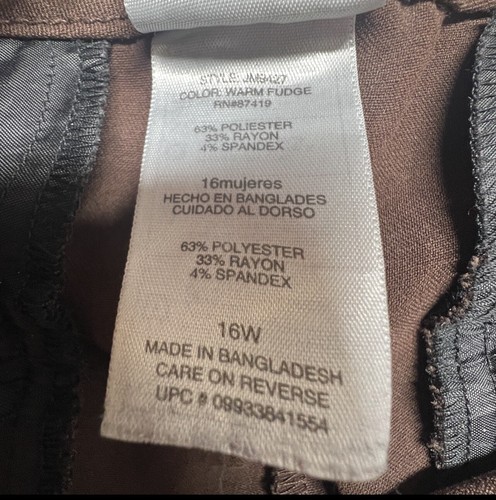 STYLE: JM9427
COLOR: WARM FUDGE
RN#87419
63% POLIESTER
33% RAYON
4% SPANDEX
16mujeres
HECHO EN BANGLADES
CUIDADO AL DORSO
63% POLYESTER
33% RAYON
4% SPANDEX
16W
MADE IN BANGLADESH
CARE ON REVERSE
UPC # 09933841554